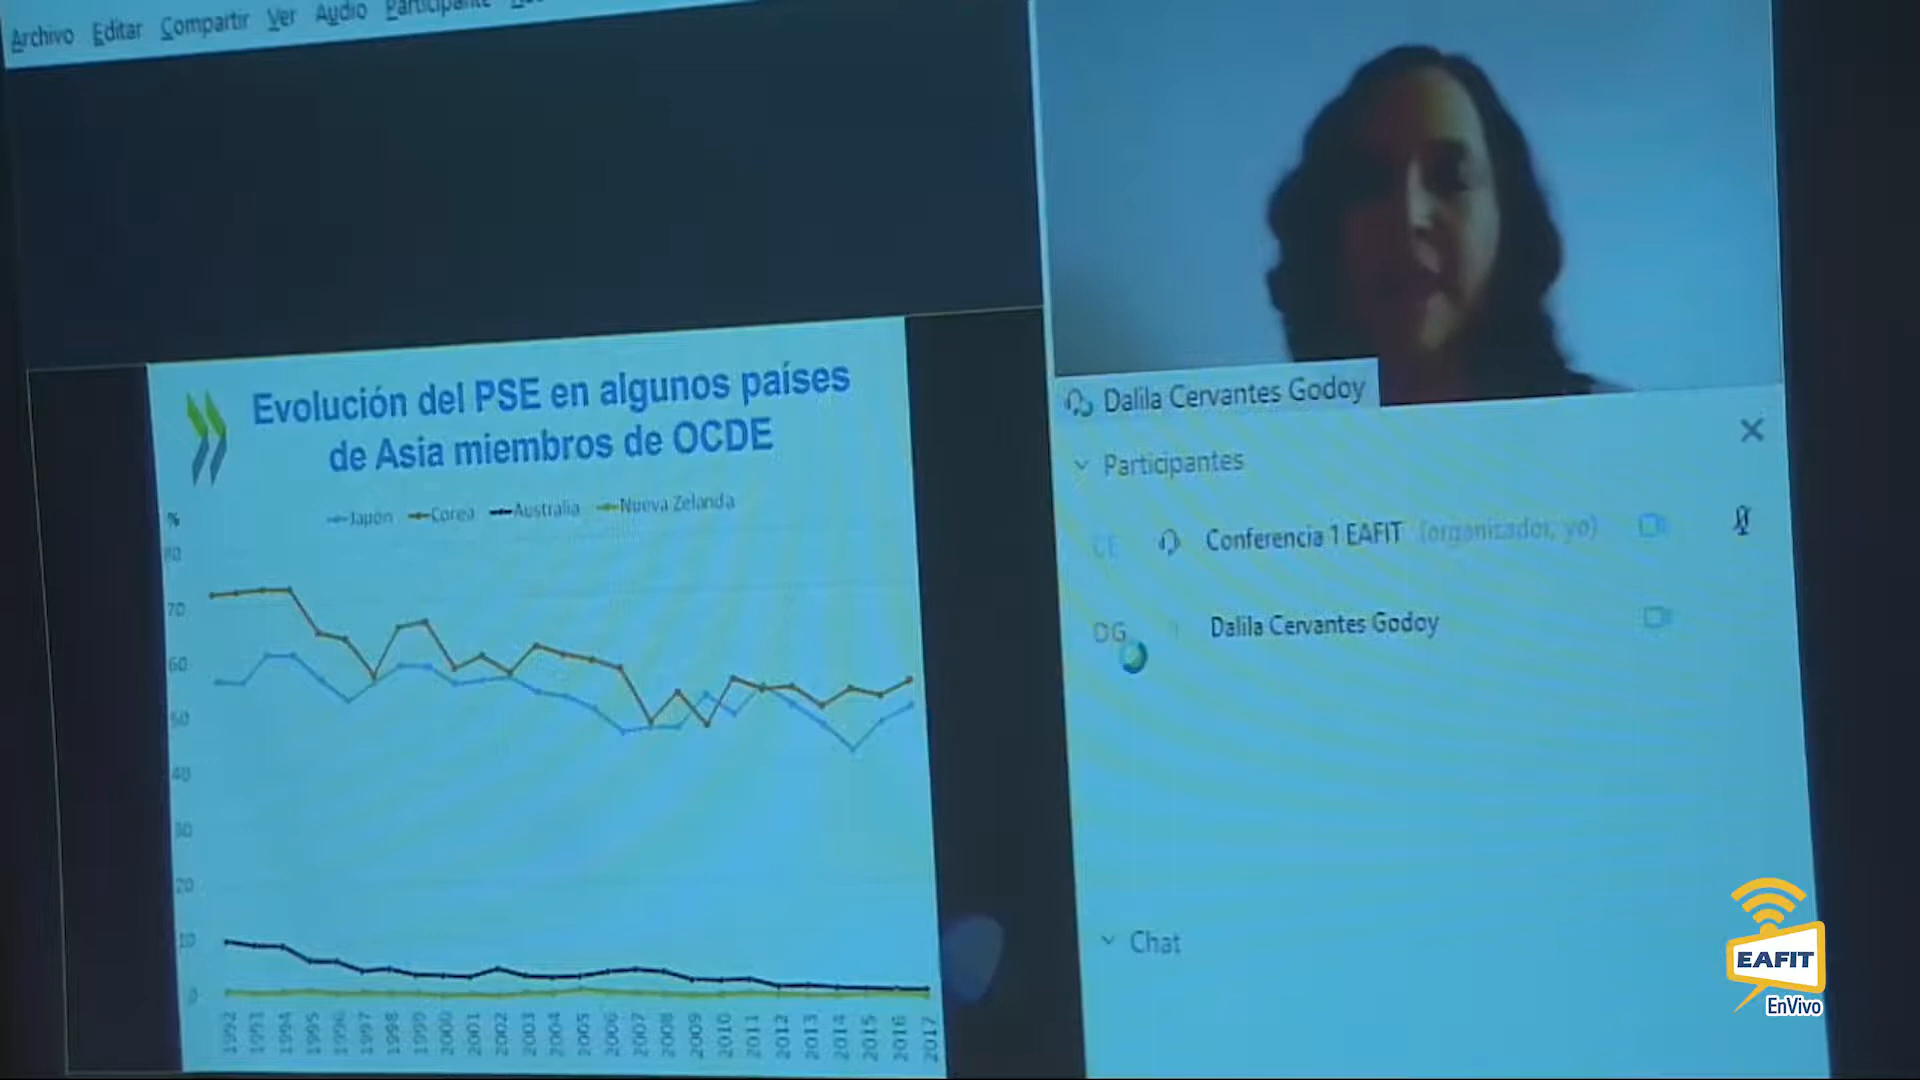 Archivo Editar Compartir Ver Audio Participante
Evolución del PSE en algunos países
de Asia miembros de OCDE
Japón Corea Australia Nueva Zelanda
%
80
70
60
50
40
30
20
10
0
1992 1993 1994 1995 1996 1997 1998 1999 2000 2001 2002 2003 2004 2005 2006 2007 2008 2009 2010 2011 2012 2013 2014 2015 2016 2017
Dalila Cervantes Godoy
Participantes
CE Conferencia 1 EAFIT (organizador, yo)
DG Dalila Cervantes Godoy
Chat
EAFIT
EnVivo